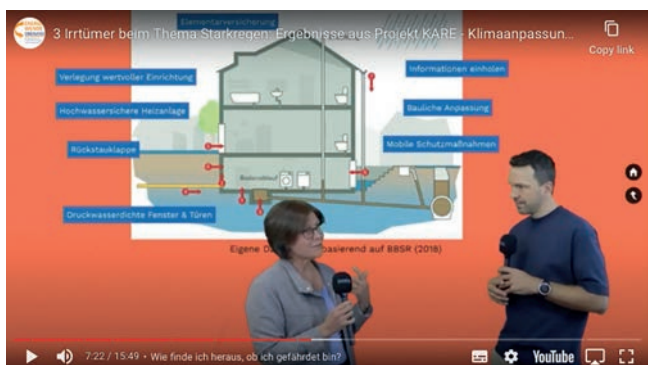 3 Irrtümer beim Thema Starkregen: Ergebnisse aus Projekt KARE - Klimaanpassun...
Copy link
Elementarversicherung
Verlegung wertvoller Einrichtung
Hochwassersichere Heizanlage
Rückstauklappe
Druckwasserdichte Fenster & Türen
Informationen einholen
Bauliche Anpassung
Mobile Schutzmaßnahmen
Bodenablauf
Eigene basierend auf BBSR (2018)
7:22 / 15:49 • Wie finde ich heraus, ob ich gefährdet bin?
YouTube